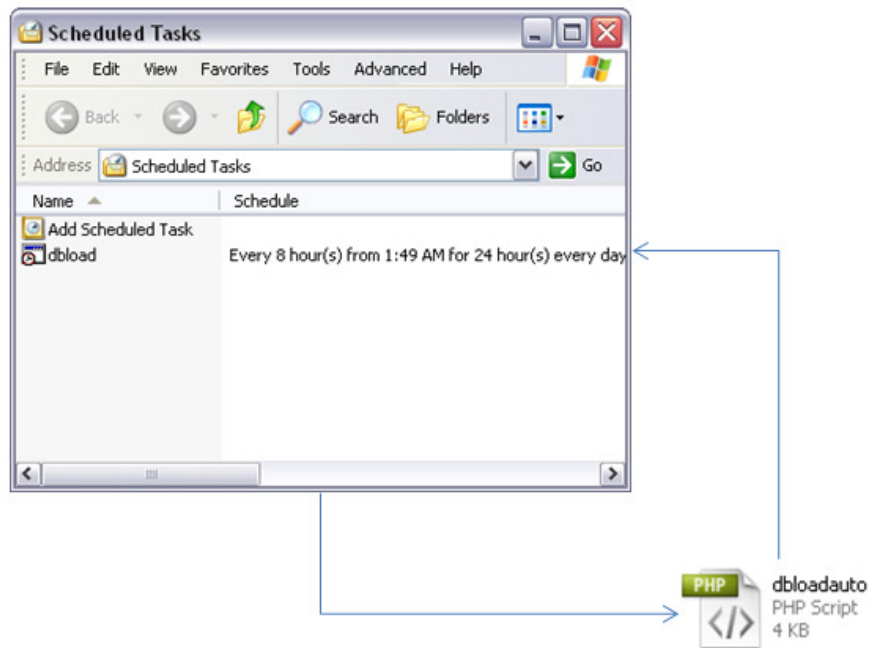 Scheduled Tasks
File Edit View Favorites Tools Advanced Help
Back Search Folders
Address Scheduled Tasks Go
Name Schedule
Add Scheduled Task
dbload Every 8 hour(s) from 1:49 AM for 24 hour(s) every day
PHP
</>
dbloadauto
PHP Script
4 KB